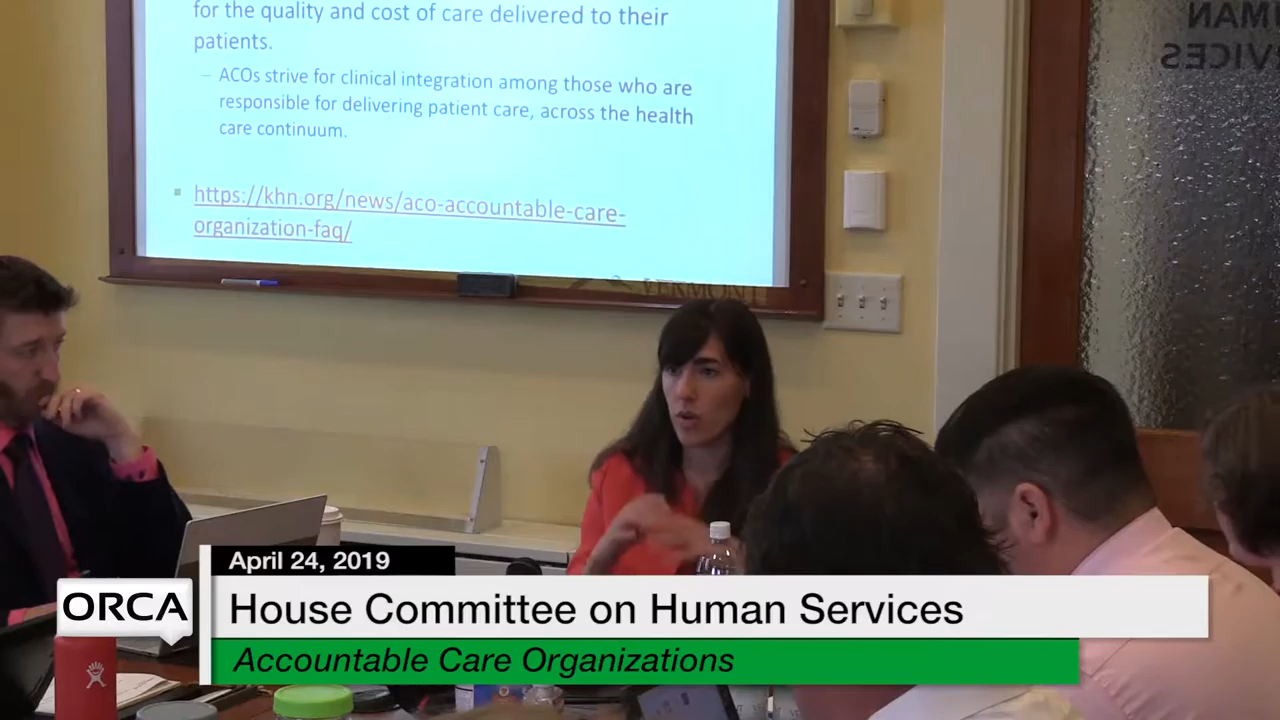 for the quality and cost of care delivered to their
patients.
– ACOs strive for clinical integration among those who are
responsible for delivering patient care, across the health
care continuum.
https://khn.org/news/aco-accountable-care-
organization-faq/
VERMONT
April 24, 2019
ORCA
House Committee on Human Services
Accountable Care Organizations